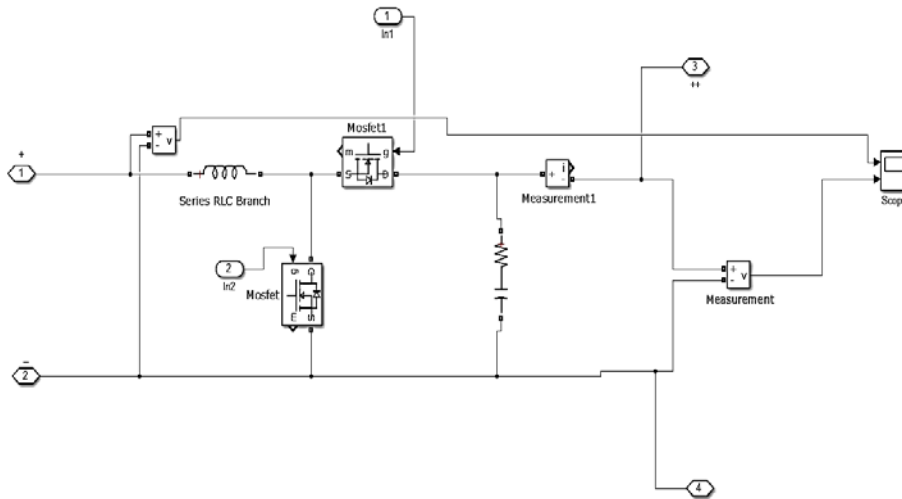 1
In1
3
++
+
-
v
Mosfet1
m
g
S
D
+
1
Series RLC Branch
+
i
-
Measurement1
Scop
2
In2
Mosfet
g
D
E
S
+
-
v
Measurement
–
2
4